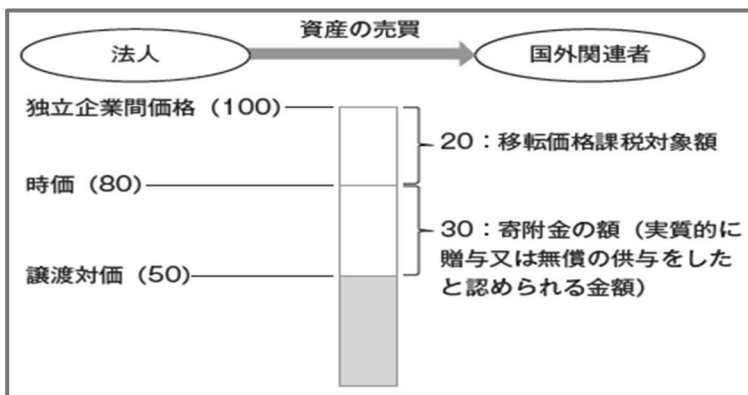 資産の売買
法人
国外関連者
独立企業間価格（100）
20：移転価格課税対象額
時価（80）
30：寄附金の額（実質的に
贈与又は無償の供与をした
と認められる金額）
譲渡対価（50）